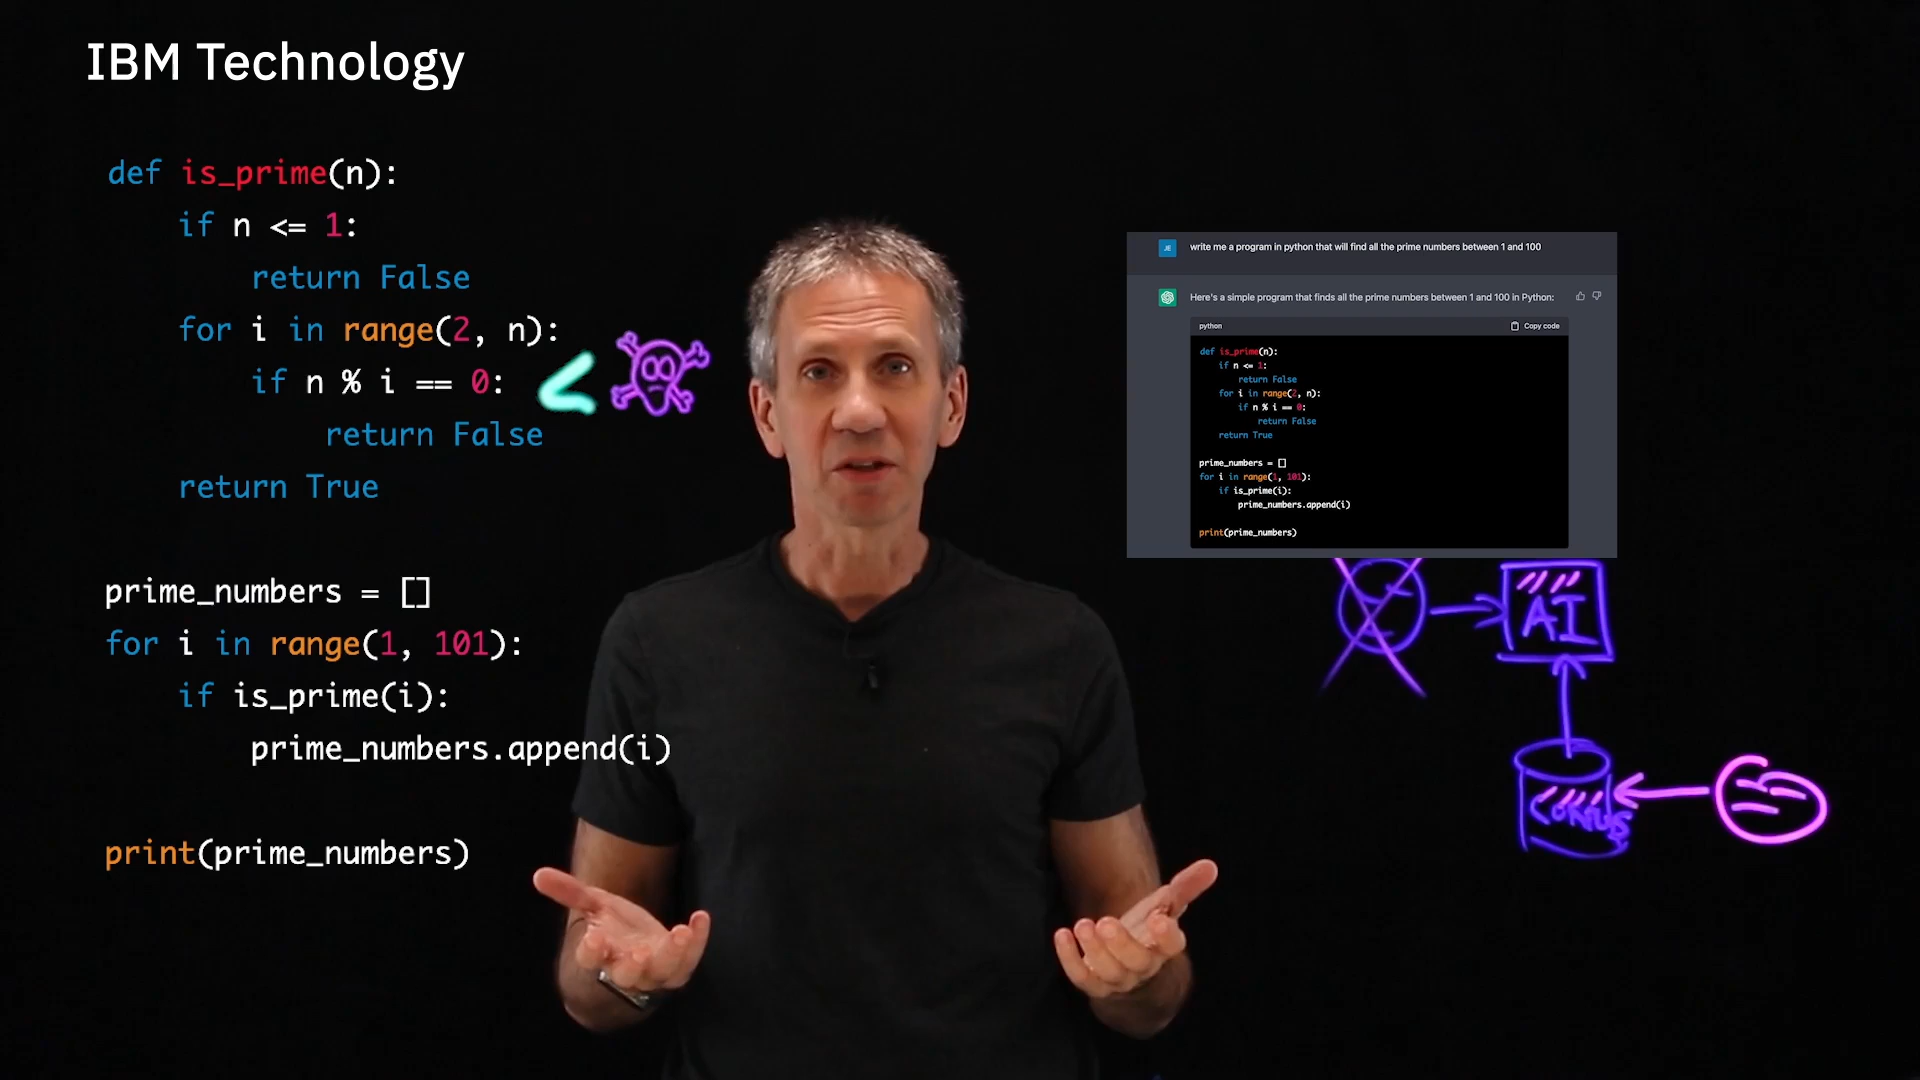 IBM Technology
def is_prime(n):
    if n <= 1:
        return False
    for i in range(2, n):
        if n % i == 0:
            return False
    return True
prime_numbers = []
for i in range(1, 101):
    if is_prime(i):
        prime_numbers.append(i)
print(prime_numbers)
JE write me a program in python that will find all the prime numbers between 1 and 100
Here's a simple program that finds all the prime numbers between 1 and 100 in Python:
python Copy code
def is_prime(n):
    if n <= 1:
        return False
    for i in range(2, n):
        if n % i == 0:
            return False
    return True
prime_numbers = []
for i in range(1, 101):
    if is_prime(i):
        prime_numbers.append(i)
print(prime_numbers)
AI
CORPUS